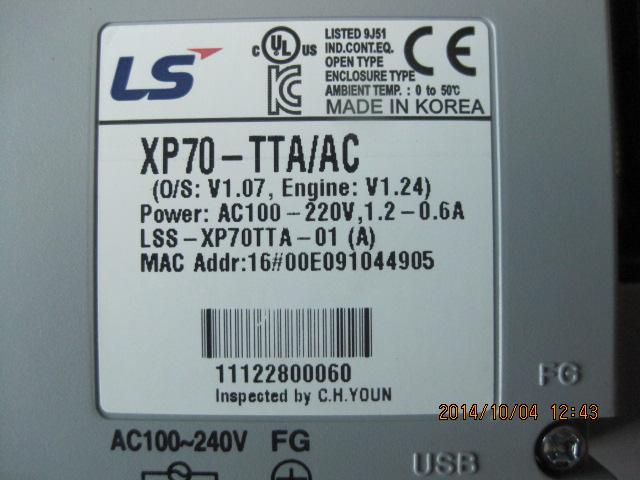 LS
c UL us
LISTED 9J51
IND.CONT.EQ.
OPEN TYPE
ENCLOSURE TYPE
AMBIENT TEMP. : 0 to 50℃
CE
MADE IN KOREA
XP70-TTA/AC
(O/S: V1.07, Engine: V1.24)
Power: AC100-220V,1.2-0.6A
LSS-XP70TTA-01 (A)
MAC Addr:16#00E091044905
11122800060
Inspected by C.H.YOUN
FG
2014/10/04 12:43
AC100~240V FG
USB